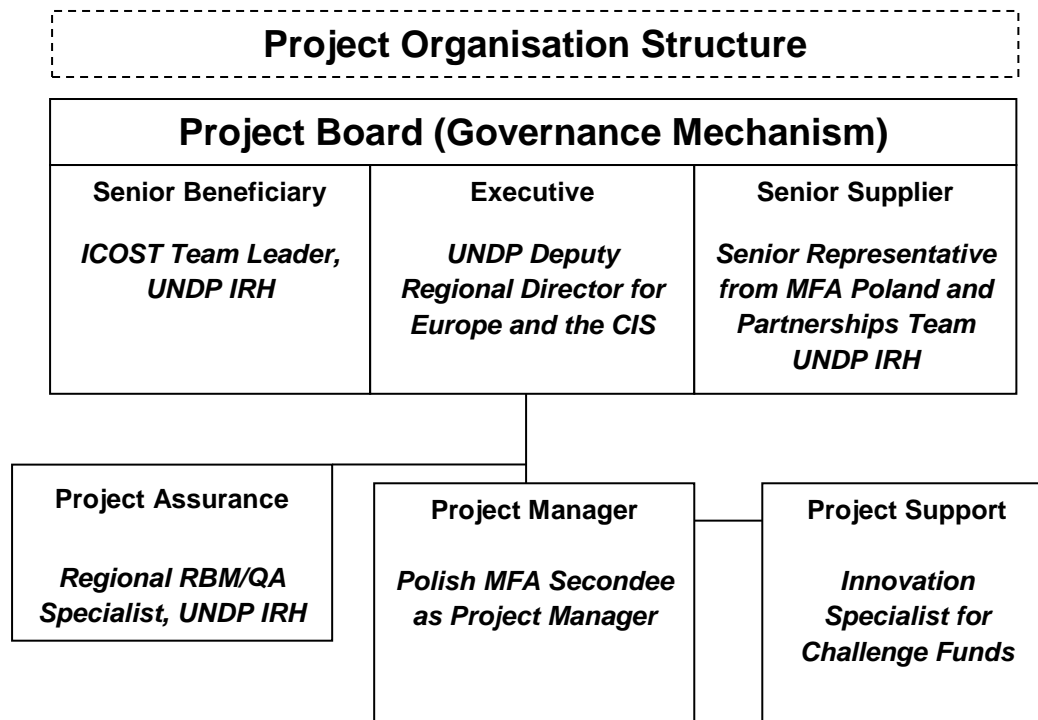 Project Organisation Structure
Project Board (Governance Mechanism)
Senior Beneficiary
ICOST Team Leader,
UNDP IRH
Executive
UNDP Deputy
Regional Director for
Europe and the CIS
Senior Supplier
Senior Representative
from MFA Poland and
Partnerships Team
UNDP IRH
Project Assurance
Regional RBM/QA
Specialist, UNDP IRH
Project Manager
Polish MFA Secondee
as Project Manager
Project Support
Innovation
Specialist for
Challenge Funds